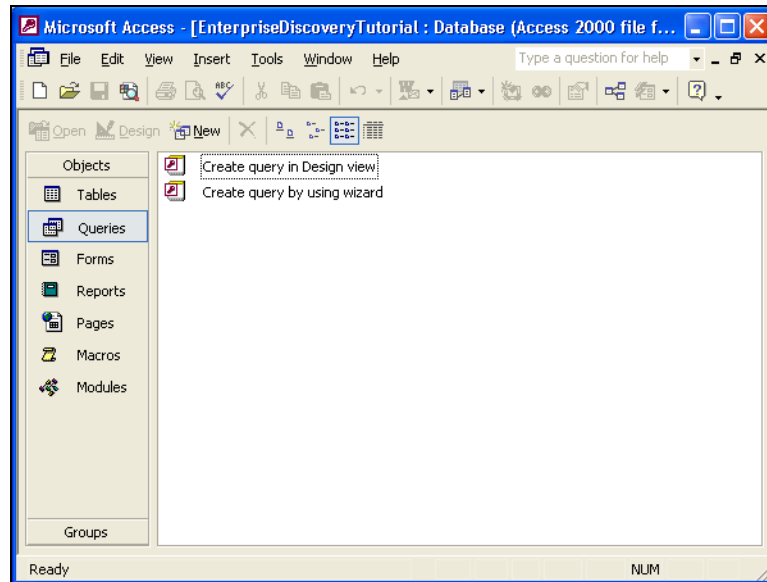 Microsoft Access - [EnterpriseDiscoveryTutorial : Database (Access 2000 file f...
File Edit View Insert Tools Window Help Type a question for help
ABC
Open Design New
Objects
Create query in Design view
Tables
Create query by using wizard
Queries
Forms
Reports
Pages
Macros
Modules
Groups
Ready NUM